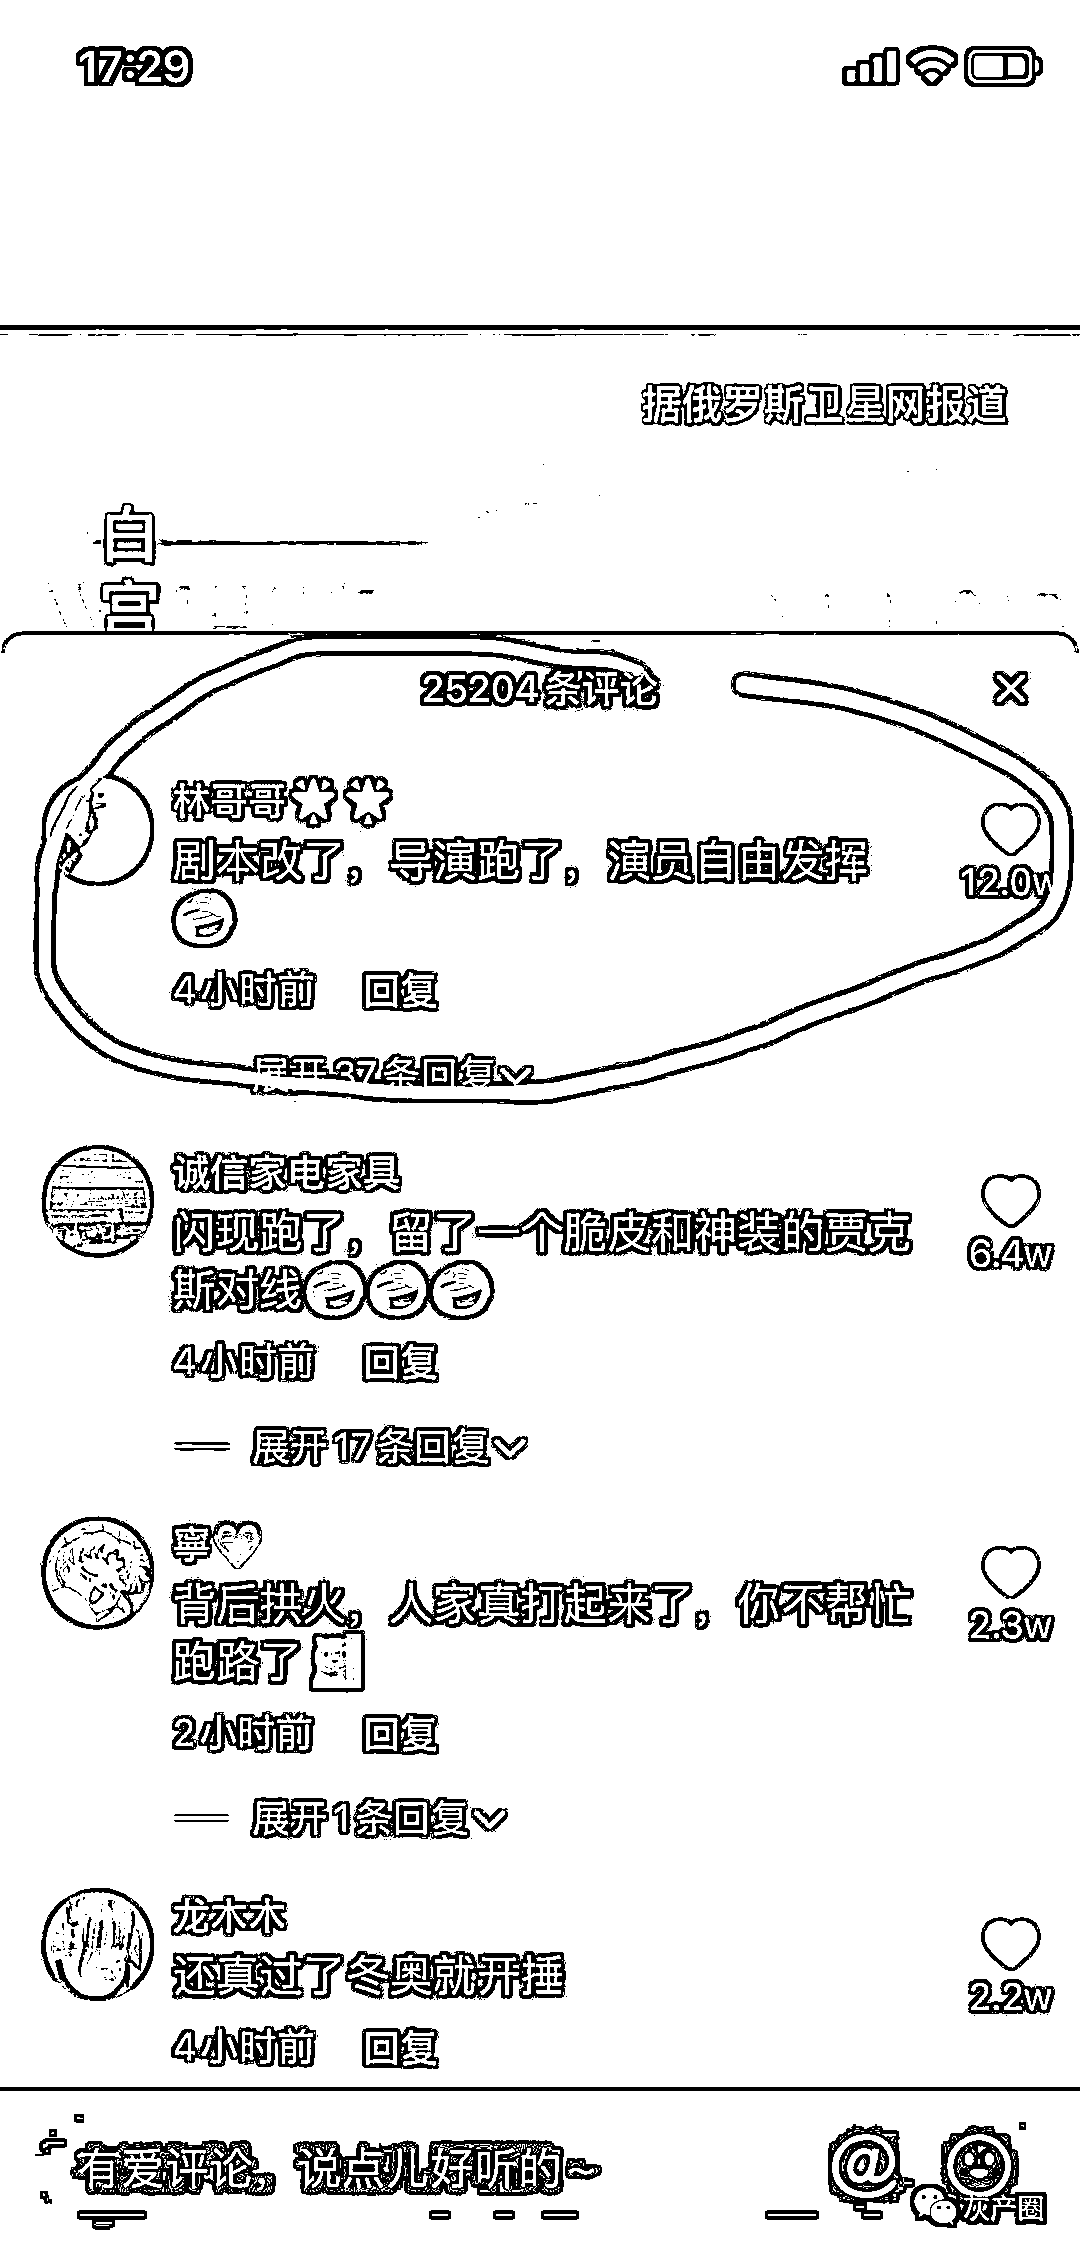 17:29
据俄罗斯卫星网报道
白
宫
25204条评论
林哥哥
剧本改了，导演跑了，演员自由发挥
12.0w
4小时前 回复
展开37条回复
诚信家电家具
闪现跑了，留了一个脆皮和神装的贾克
斯对线
6.4w
4小时前 回复
展开17条回复
寧
背后拱火，人家真打起来了，你不帮忙
跑路了
2.3w
2小时前 回复
展开1条回复
龙木木
还真过了冬奥就开捶
2.2w
4小时前 回复
有爱评论，说点儿好听的~
@
灰产圈